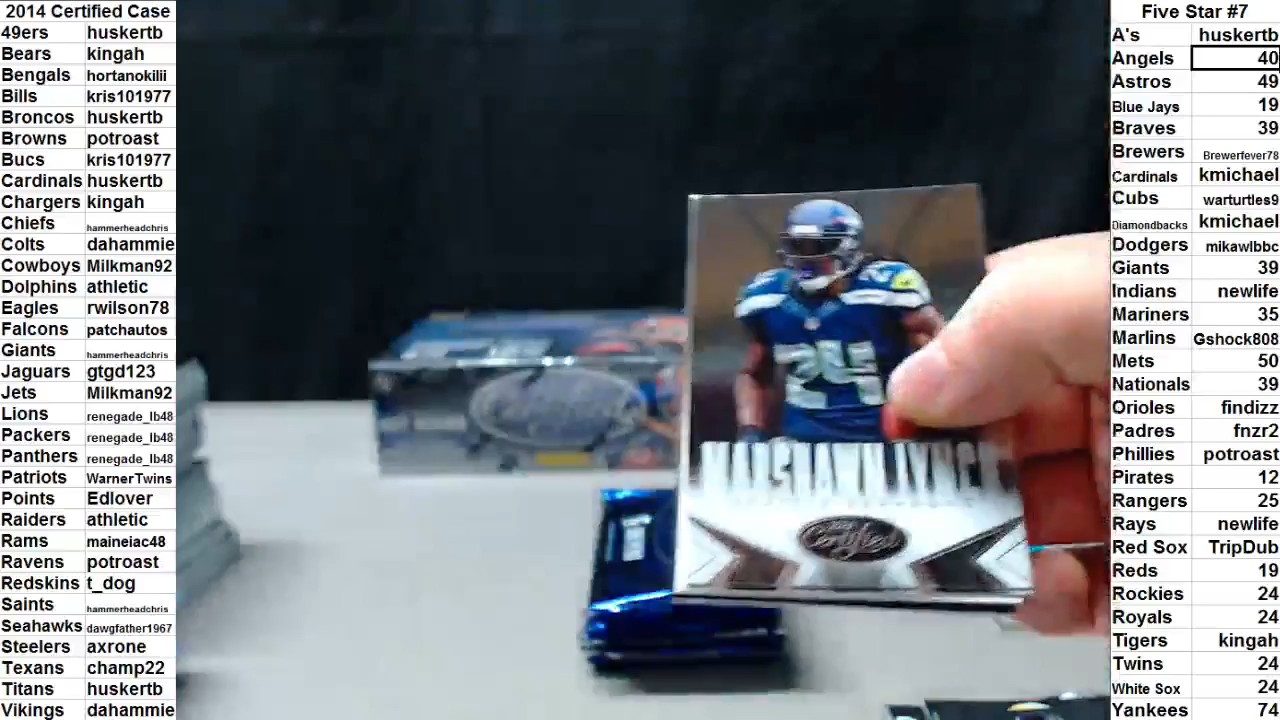 2014 Certified Case
49ers huskertb
Bears kingah
Bengals hortanokilii
Bills kris101977
Broncos huskertb
Browns potroast
Bucs kris101977
Cardinals huskertb
Chargers kingah
Chiefs hammerheadchris
Colts dahammie
Cowboys Milkman92
Dolphins athletic
Eagles rwilson78
Falcons patchautos
Giants hammerheadchris
Jaguars gtgd123
Jets Milkman92
Lions renegade_lb48
Packers renegade_lb48
Panthers renegade_lb48
Patriots WarnerTwins
Points Edlover
Raiders athletic
Rams maineiac48
Ravens potroast
Redskins t_dog
Saints hammerheadchris
Seahawks dawgfather1967
Steelers axrone
Texans champ22
Titans huskertb
Vikings dahammie
24
MARSHAWN LYNCH
Certified
Five Star #7
A's huskertb
Angels 40
Astros 49
Blue Jays 19
Braves 39
Brewers Brewerfever78
Cardinals kmichael
Cubs warturtles9
Diamondbacks kmichael
Dodgers mikawlbbc
Giants 39
Indians newlife
Mariners 35
Marlins Gshock808
Mets 50
Nationals 39
Orioles findizz
Padres fnzr2
Phillies potroast
Pirates 12
Rangers 25
Rays newlife
Red Sox TripDub
Reds 19
Rockies 24
Royals 24
Tigers kingah
Twins 24
White Sox 24
Yankees 74